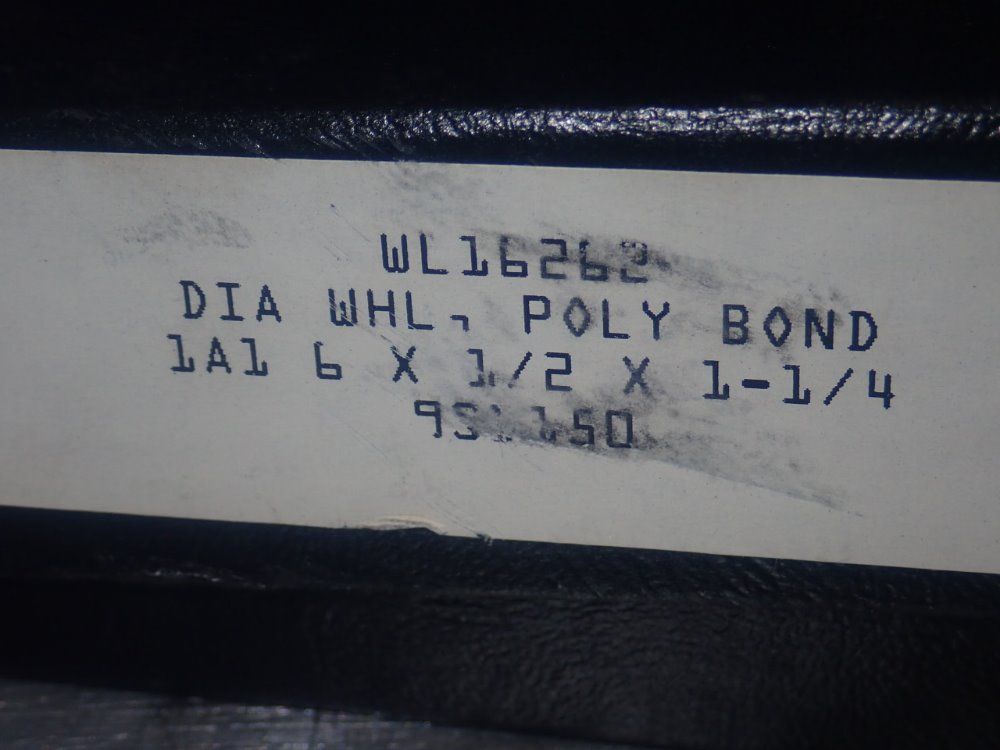 WL16262
DIA WHL, POLY BOND
1A1 6 X 1/2 X 1-1/4